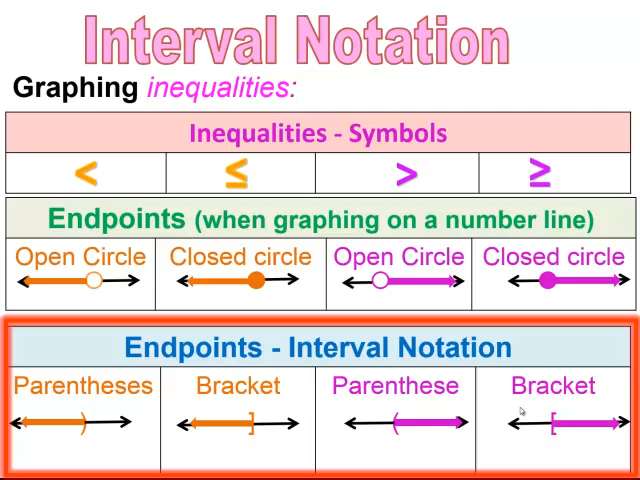 Interval Notation
Graphing inequalities:
Inequalities - Symbols
< ≤ > ≥
Endpoints (when graphing on a number line)
Open Circle Closed circle Open Circle Closed circle
Endpoints - Interval Notation
Parentheses Bracket Parenthese Bracket
) ] ( [